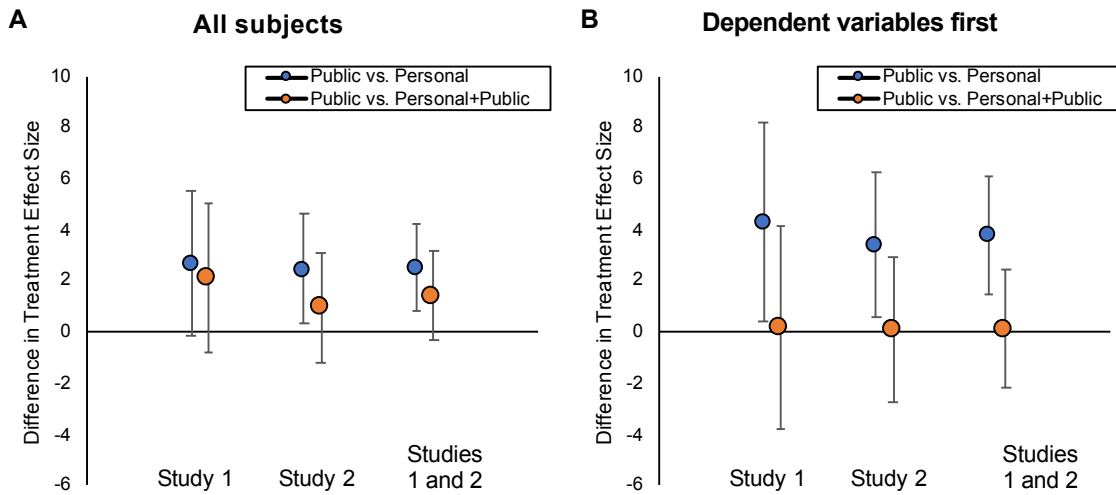 A
All subjects
Difference in Treatment Effect Size
10
8
6
4
2
0
-2
-4
-6
Public vs. Personal
Public vs. Personal+Public
Study 1
Study 2
Studies
1 and 2
B
Dependent variables first
Difference in Treatment Effect Size
10
8
6
4
2
0
-2
-4
-6
Public vs. Personal
Public vs. Personal+Public
Study 1
Study 2
Studies
1 and 2